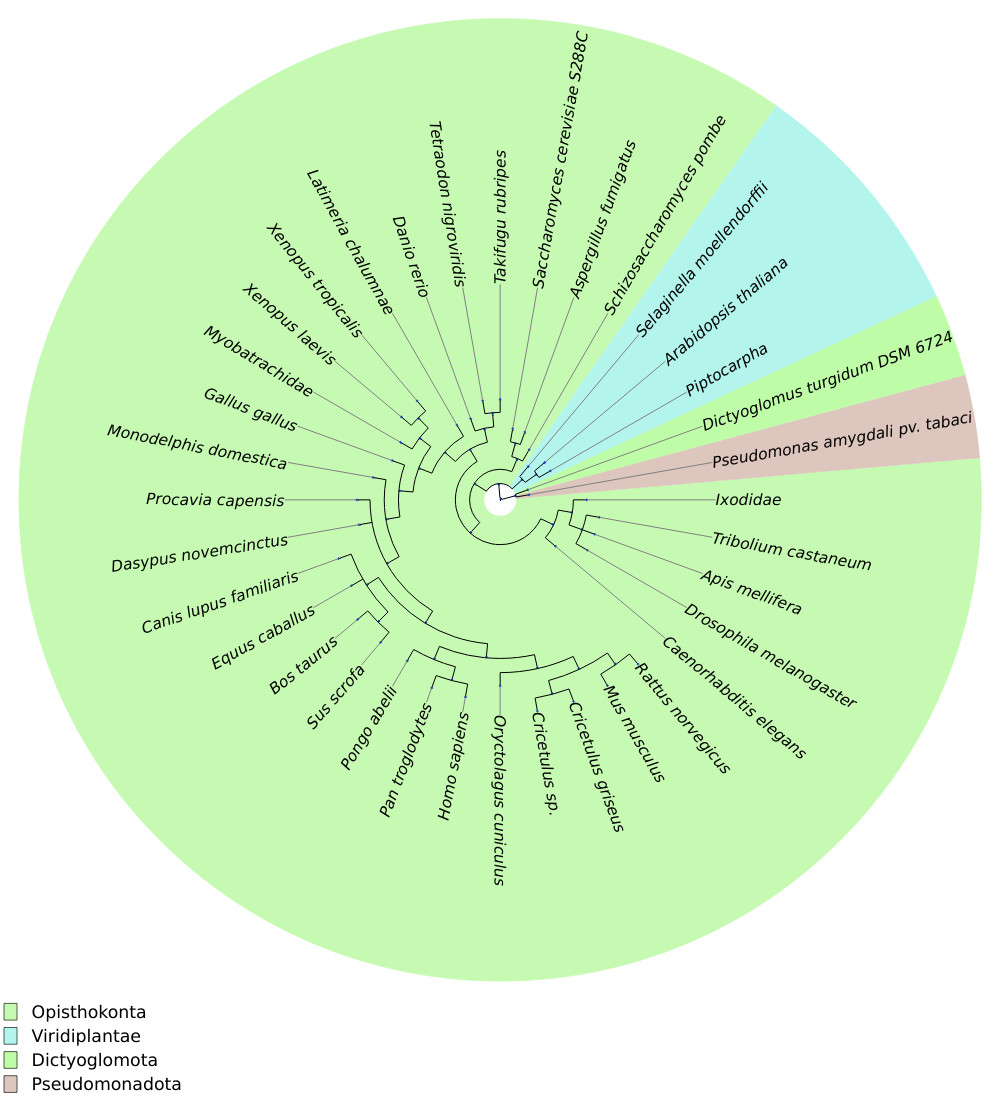 Saccharomyces cerevisiae S288C
Aspergillus fumigatus
Schizosaccharomyces pombe
Selaginella moellendorffii
Arabidopsis thaliana
Piptocarpha
Dictyoglomus turgidum DSM 6724
Pseudomonas amygdali pv. tabaci
Ixodidae
Tribolium castaneum
Apis mellifera
Drosophila melanogaster
Caenorhabditis elegans
Rattus norvegicus
Mus musculus
Cricetulus griseus
Cricetulus sp.
Oryctolagus cuniculus
Homo sapiens
Pan troglodytes
Pongo abelii
Sus scrofa
Bos taurus
Equus caballus
Canis lupus familiaris
Dasypus novemcinctus
Procavia capensis
Monodelphis domestica
Gallus gallus
Myobatrachidae
Xenopus laevis
Xenopus tropicalis
Latimeria chalumnae
Danio rerio
Tetraodon nigroviridis
Takifugu rubripes
Opisthokonta
Viridiplantae
Dictyoglomota
Pseudomonadota